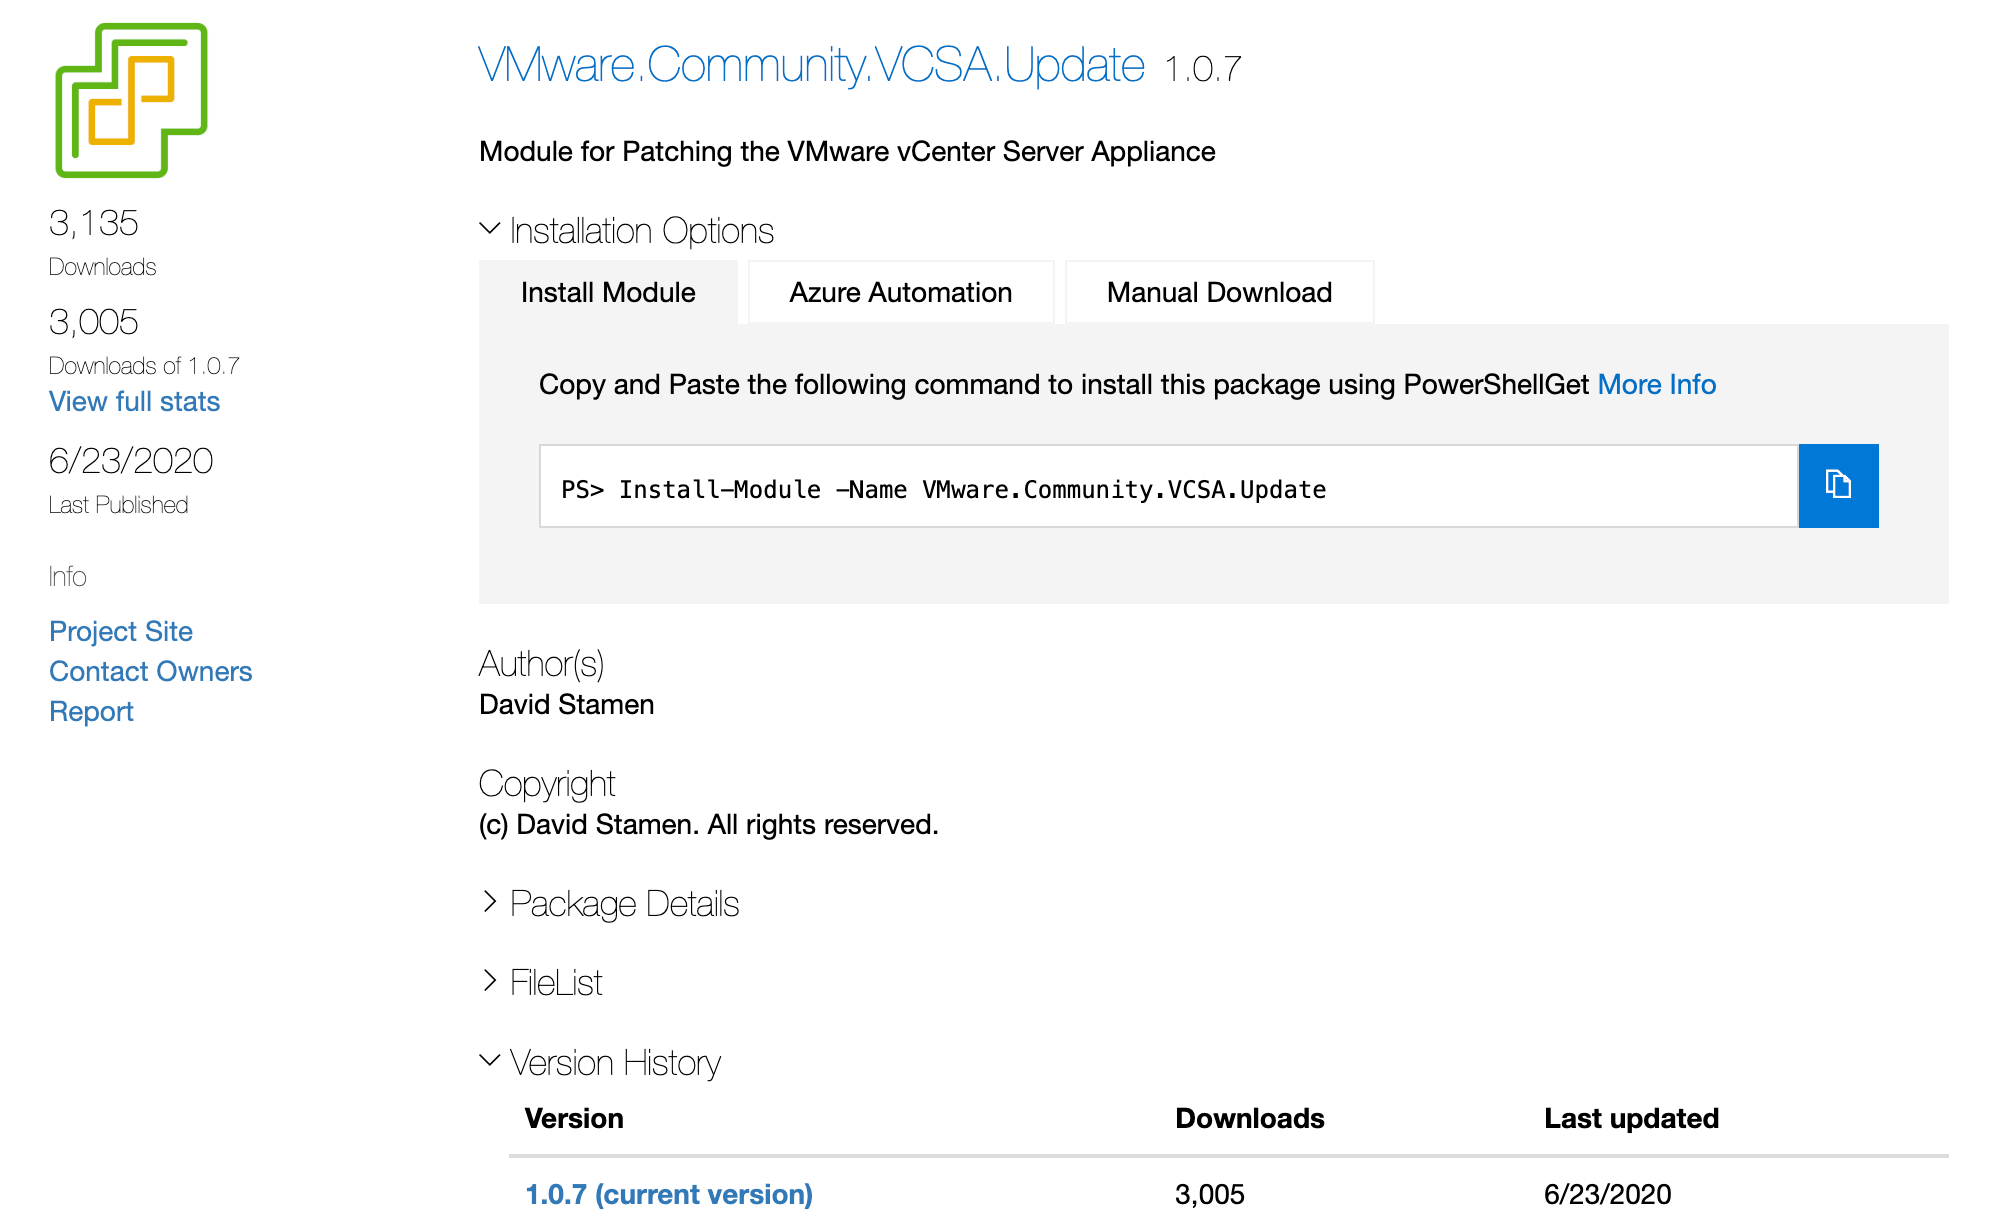 3,135
Downloads
3,005
Downloads of 1.0.7
View full stats
6/23/2020
Last Published
Info
Project Site
Contact Owners
Report
VMware.Community.VCSA.Update 1.0.7
Module for Patching the VMware vCenter Server Appliance
Installation Options
Install Module Azure Automation Manual Download
Copy and Paste the following command to install this package using PowerShellGet More Info
PS> Install-Module -Name VMware.Community.VCSA.Update
Author(s)
David Stamen
Copyright
(c) David Stamen. All rights reserved.
Package Details
FileList
Version History
Version Downloads Last updated
1.0.7 (current version) 3,005 6/23/2020